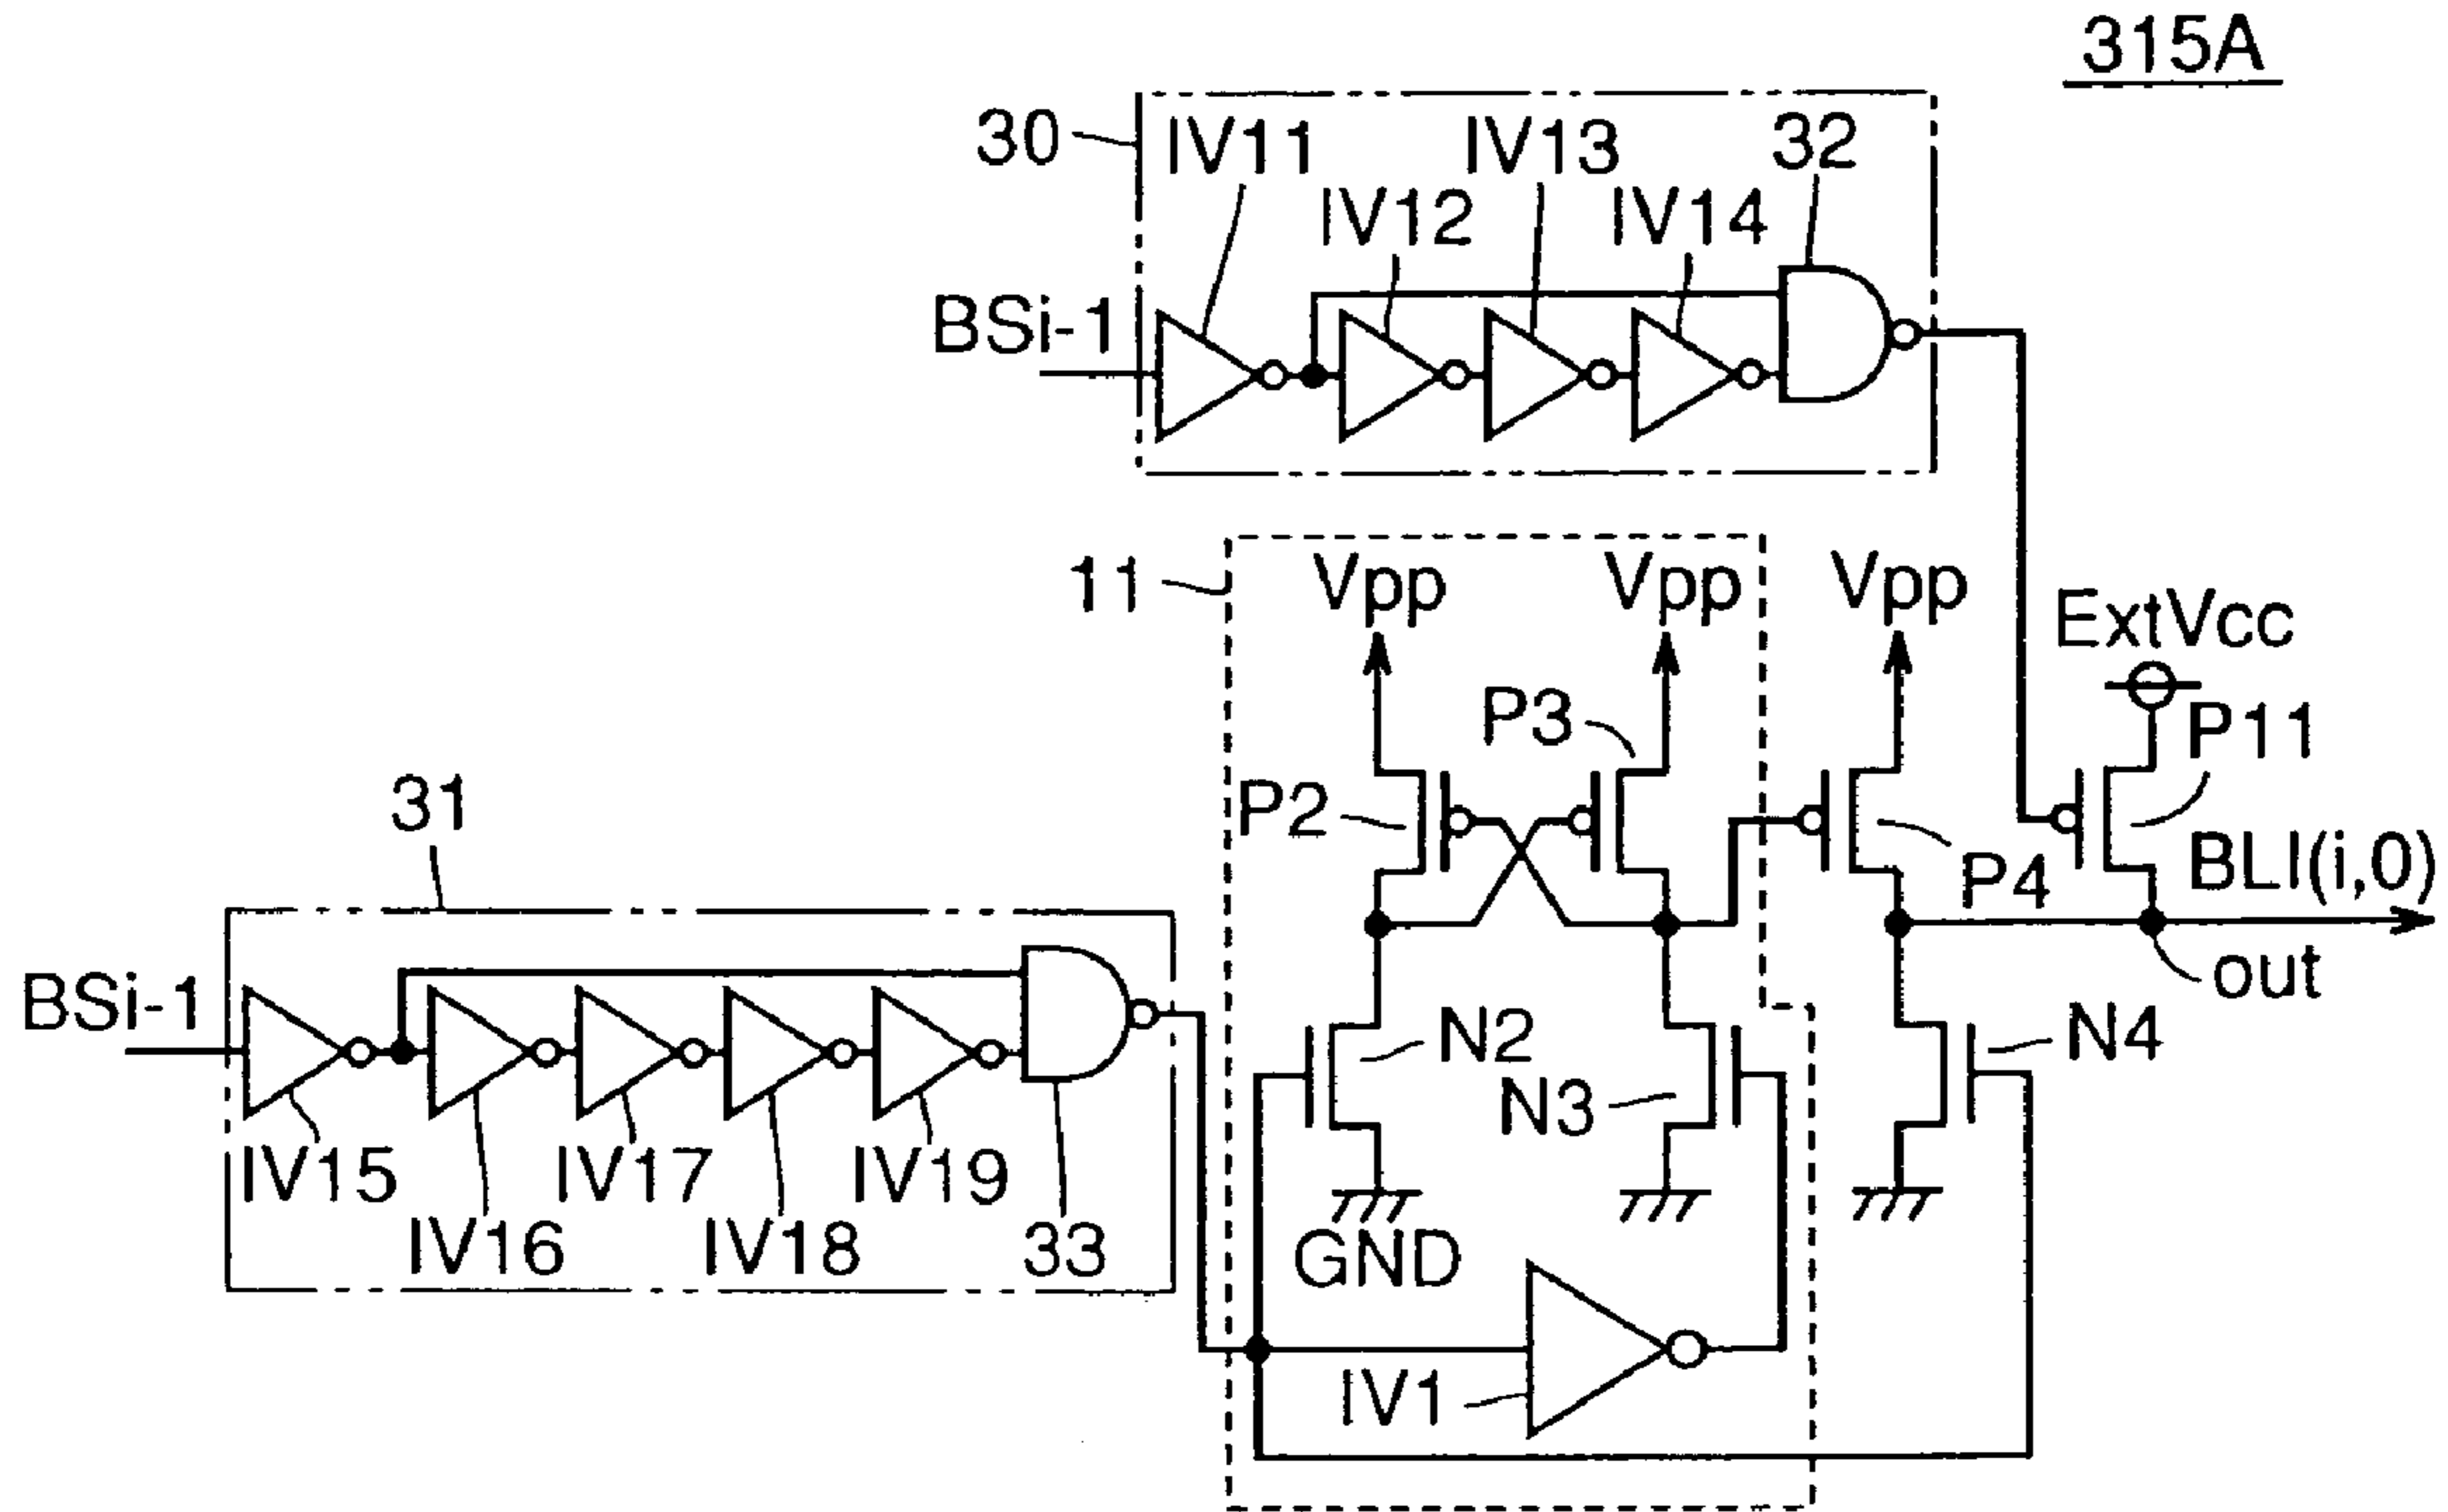 315A
30
IV11
IV13
32
IV12
IV14
BSi-1
11
Vpp
Vpp
Vpp
ExtVcc
P3
P11
P2
31
P4
BLI(i,0)
BSi-1
out
N2
N4
N3
IV15
IV17
IV19
IV16
IV18
33
GND
IV1